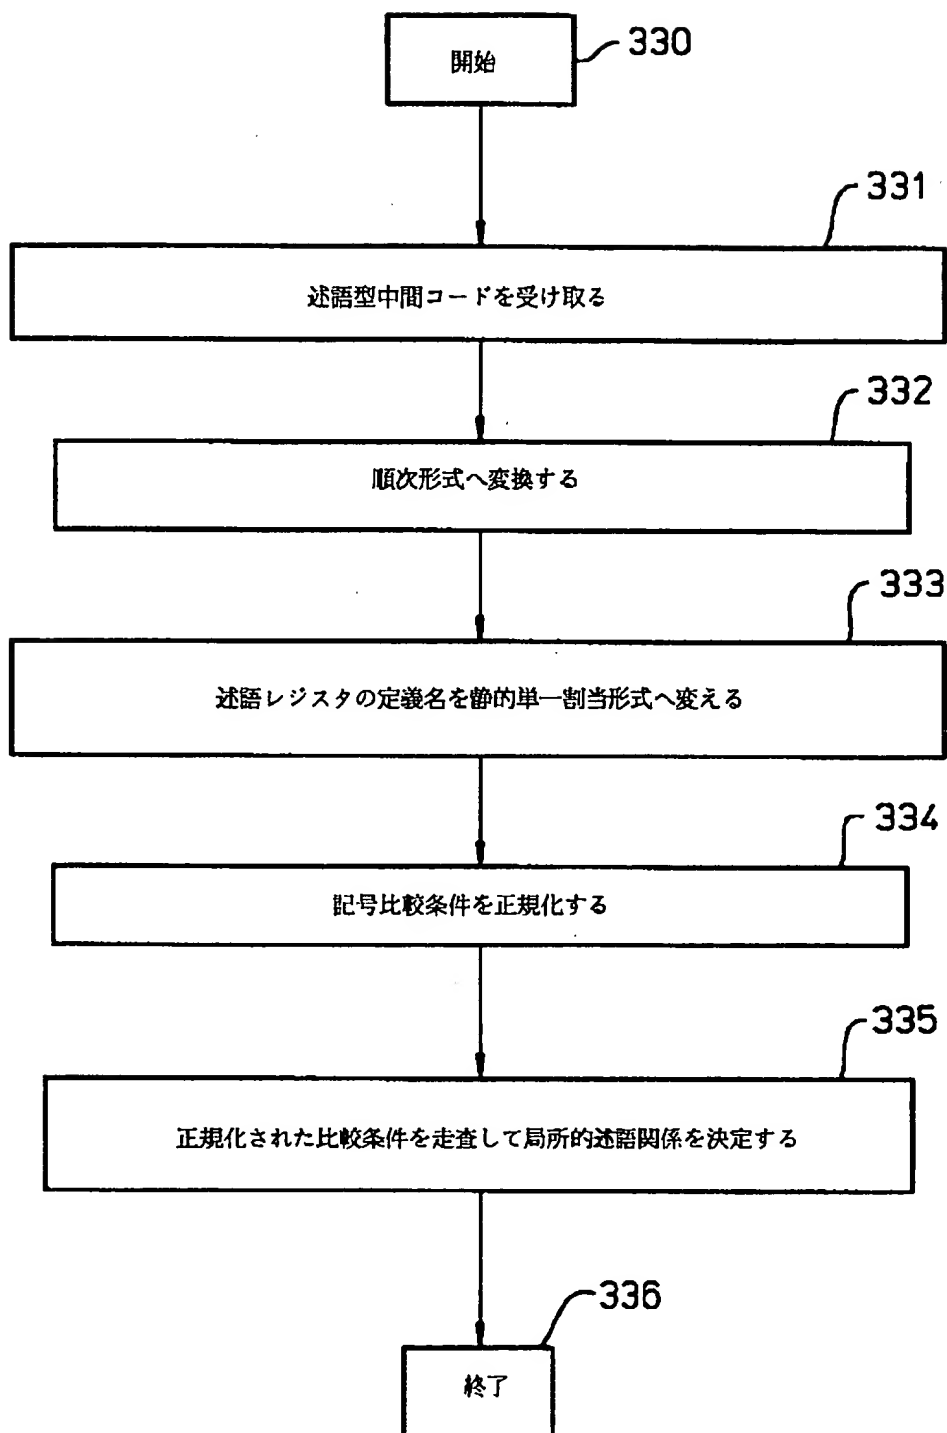 開始
330
331
述語型中間コードを受け取る
332
順次形式へ変換する
333
述語レジスタの定義名を静的単一割当形式へ変える
334
記号比較条件を正規化する
335
正規化された比較条件を走査して局所的述語関係を決定する
336
終了